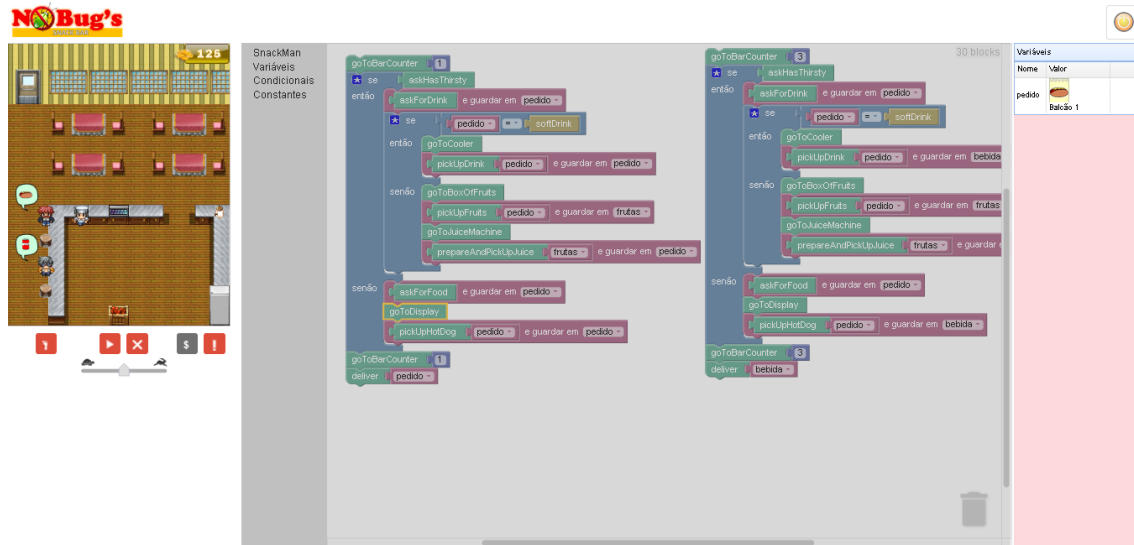 NoBug's
SNACK BAR
125
SnackMan
Variáveis
Condicionais
Constantes
30 blocks
goToBarCounter 1
se askHasThirsty
então askForDrink e guardar em pedido
se pedido = softDrink
então goToCooler
pickUpDrink pedido e guardar em pedido
senão goToBoxOfFruits
pickUpFruits pedido e guardar em frutas
goToJuiceMachine
prepareAndPickUpJuice frutas e guardar em pedido
senão askForFood e guardar em pedido
goToDisplay
pickUpHotDog pedido e guardar em pedido
goToBarCounter 1
deliver pedido
goToBarCounter 3
se askHasThirsty
então askForDrink e guardar em pedido
se pedido = softDrink
então goToCooler
pickUpDrink pedido e guardar em bebida
senão goToBoxOfFruits
pickUpFruits pedido e guardar em frutas
goToJuiceMachine
prepareAndPickUpJuice frutas e guardar
senão askForFood e guardar em pedido
goToDisplay
pickUpHotDog pedido e guardar em bebida
goToBarCounter 3
deliver bebida
Variáveis
Nome Valor
pedido
Balcão 1
$
!